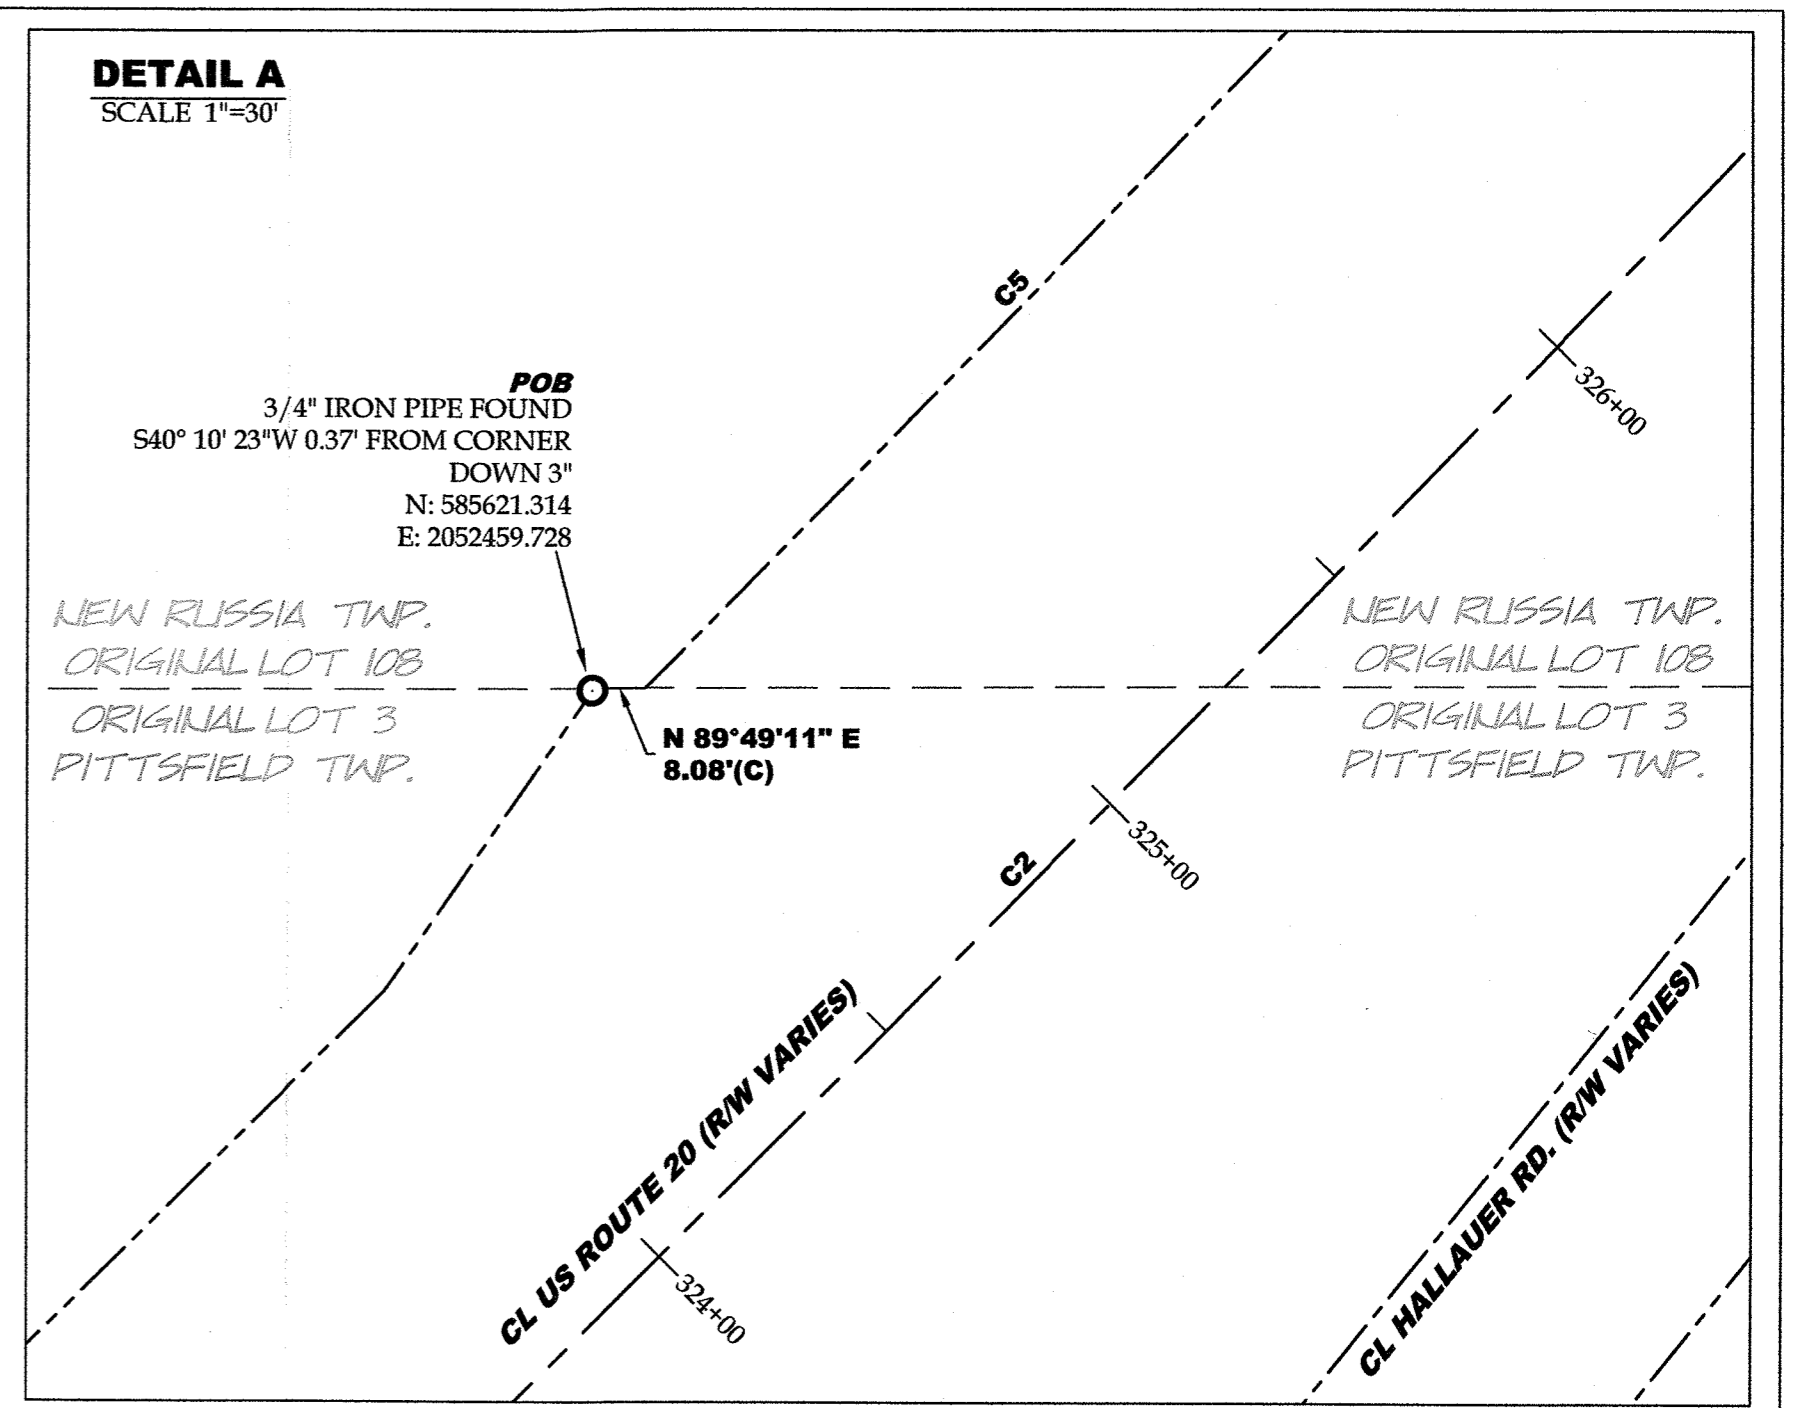 DETAIL A
SCALE 1"=30'
C5
326+00
POB
3/4" IRON PIPE FOUND
S40° 10' 23"W 0.37' FROM CORNER
DOWN 3"
N: 585621.314
E: 2052459.728
NEW RUSSIA TWP.
ORIGINAL LOT 108
ORIGINAL LOT 3
PITTSFIELD TWP.
NEW RUSSIA TWP.
ORIGINAL LOT 108
ORIGINAL LOT 3
PITTSFIELD TWP.
N 89°49'11" E
8.08'(C)
325+00
C2
CL US ROUTE 20 (R/W VARIES)
324+00
CL HALLAUER RD. (R/W VARIES)